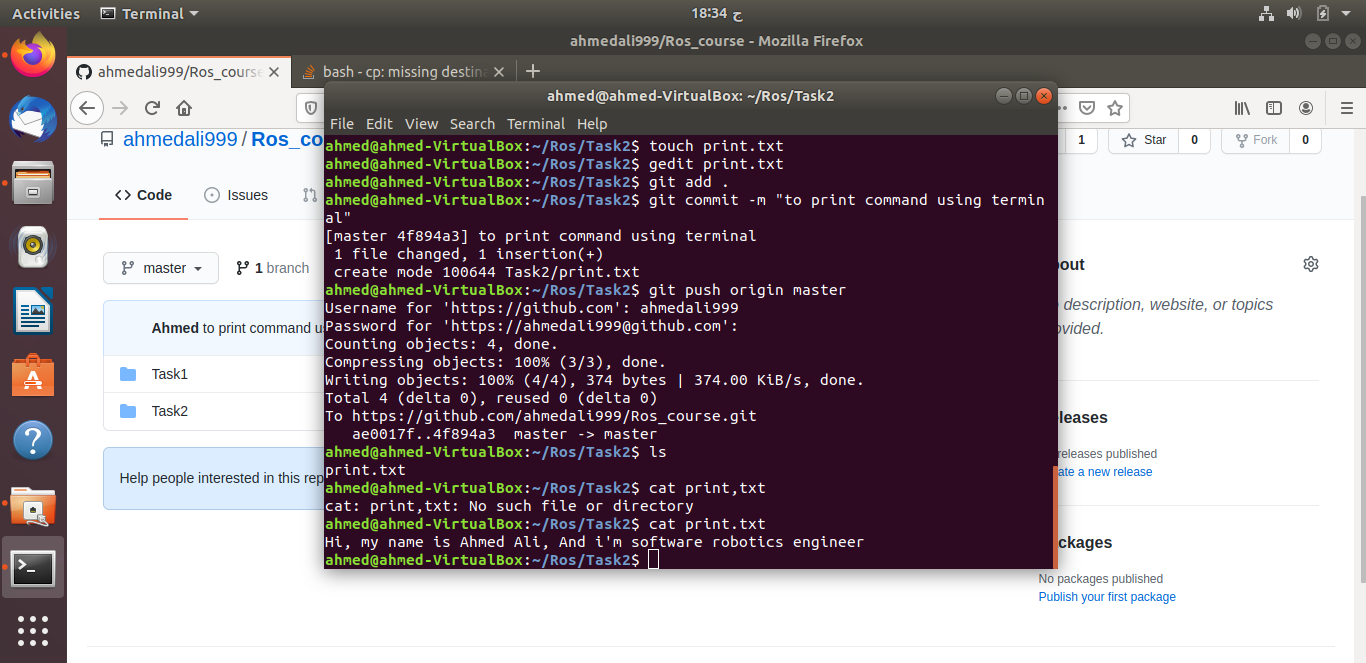 Activities Terminal
18:34 ح
ahmedali999/Ros_course - Mozilla Firefox
ahmedali999/Ros_course
bash - cp: missing destina
ahmed@ahmed-VirtualBox: ~/Ros/Task2
File Edit View Search Terminal Help
ahmedali999 / Ros_co
1 Star 0 Fork 0
Code Issues
master 1 branch
Ahmed to print command u
Task1
Task2
Help people interested in this rep
ahmed@ahmed-VirtualBox:~/Ros/Task2$ touch print.txt
ahmed@ahmed-VirtualBox:~/Ros/Task2$ gedit print.txt
ahmed@ahmed-VirtualBox:~/Ros/Task2$ git add .
ahmed@ahmed-VirtualBox:~/Ros/Task2$ git commit -m "to print command using termin
al"
[master 4f894a3] to print command using terminal
1 file changed, 1 insertion(+)
create mode 100644 Task2/print.txt
ahmed@ahmed-VirtualBox:~/Ros/Task2$ git push origin master
Username for 'https://github.com': ahmedali999
Password for 'https://ahmedali999@github.com':
Counting objects: 4, done.
Compressing objects: 100% (3/3), done.
Writing objects: 100% (4/4), 374 bytes | 374.00 KiB/s, done.
Total 4 (delta 0), reused 0 (delta 0)
To https://github.com/ahmedali999/Ros_course.git
ae0017f..4f894a3 master -> master
ahmed@ahmed-VirtualBox:~/Ros/Task2$ ls
print.txt
ahmed@ahmed-VirtualBox:~/Ros/Task2$ cat print,txt
cat: print,txt: No such file or directory
ahmed@ahmed-VirtualBox:~/Ros/Task2$ cat print.txt
Hi, my name is Ahmed Ali, And i'm software robotics engineer
ahmed@ahmed-VirtualBox:~/Ros/Task2$
out
description, website, or topics
ovided.
leases
releases published
ate a new release
ckages
No packages published
Publish your first package